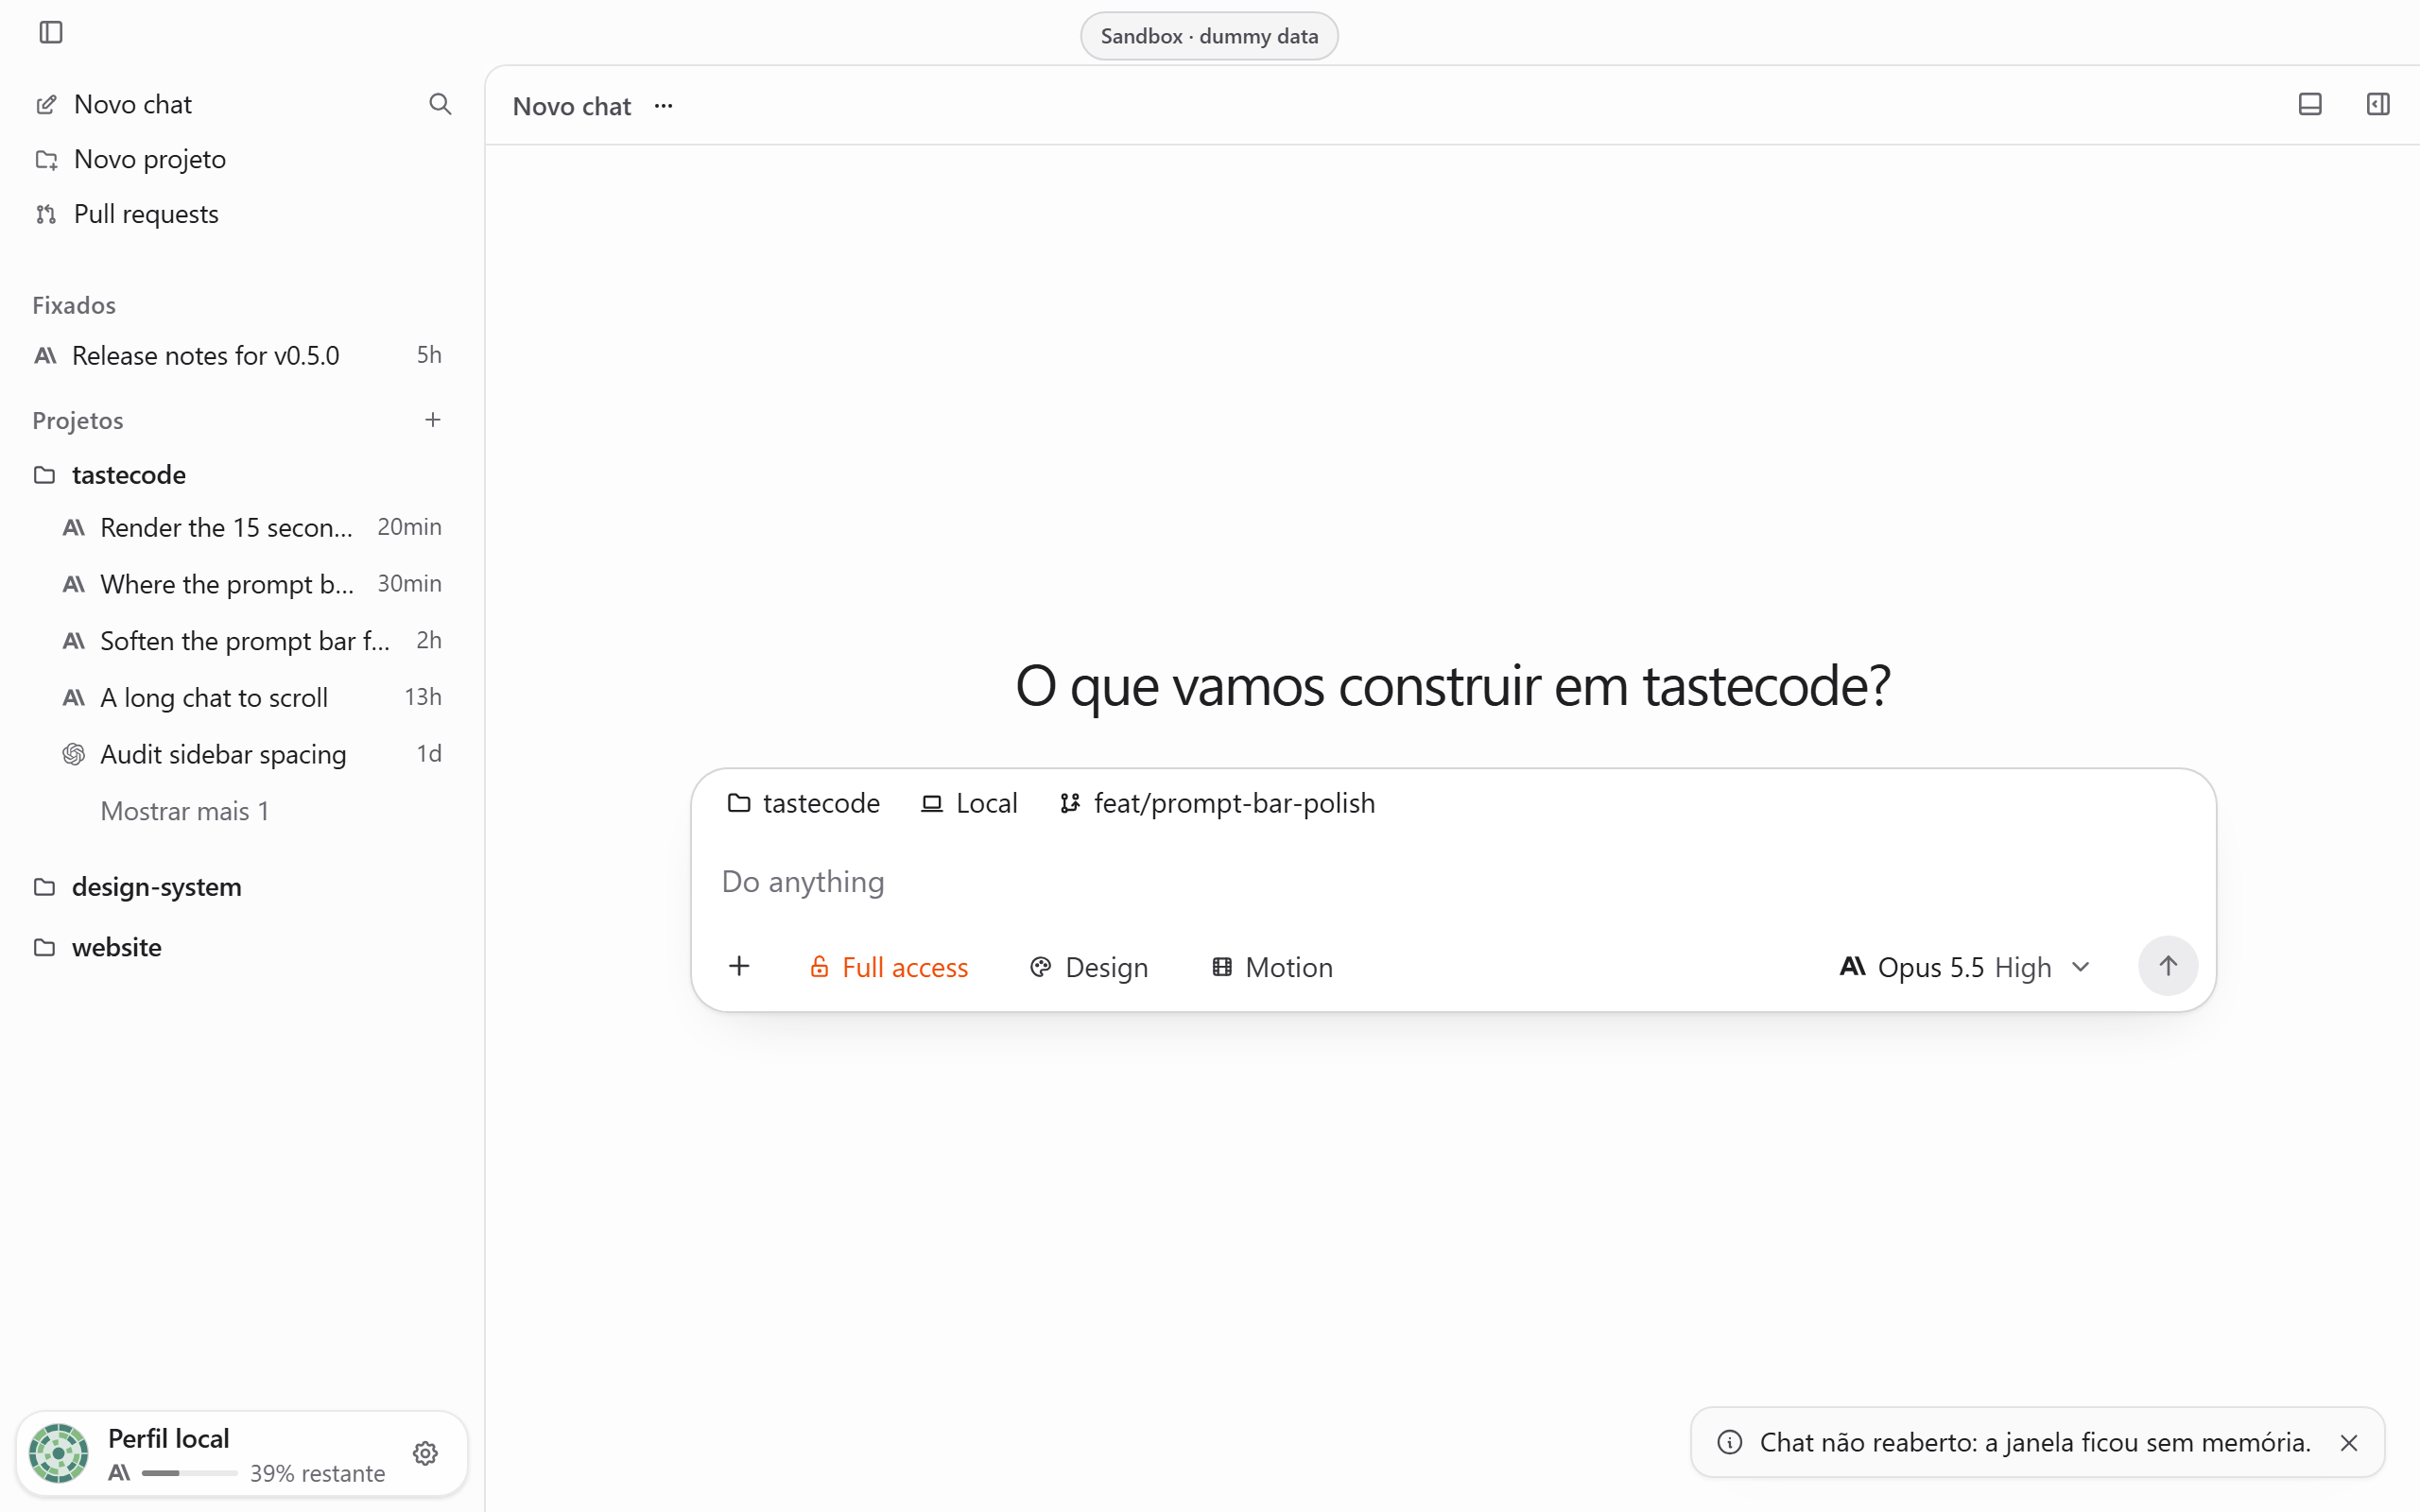 Sandbox · dummy data
Novo chat
Novo projeto
Pull requests
Fixados
Release notes for v0.5.0 5h
Projetos
tastecode
Render the 15 secon... 20min
Where the prompt b... 30min
Soften the prompt bar f... 2h
A long chat to scroll 13h
Audit sidebar spacing 1d
Mostrar mais 1
design-system
website
Perfil local
39% restante
Novo chat
O que vamos construir em tastecode?
tastecode Local feat/prompt-bar-polish
Do anything
Full access Design Motion Opus 5.5 High
Chat não reaberto: a janela ficou sem memória.